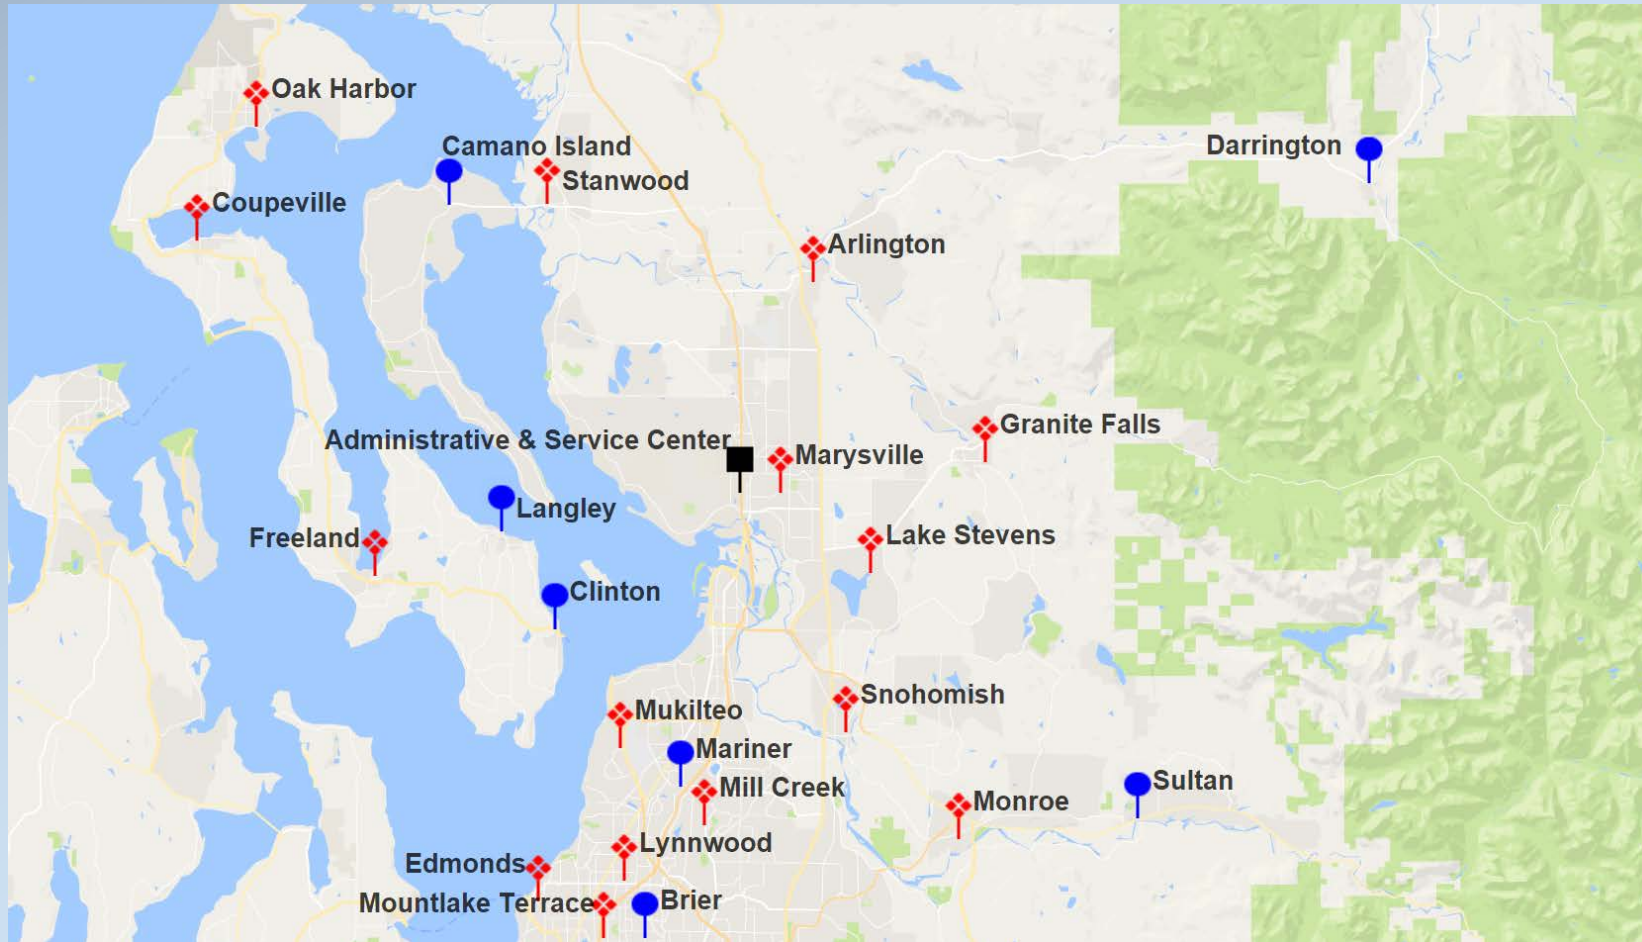 Oak Harbor
Camano Island
Darrington
Stanwood
Coupeville
Arlington
Granite Falls
Administrative & Service Center
Marysville
Langley
Lake Stevens
Freeland
Clinton
Snohomish
Mukilteo
Mariner
Sultan
Mill Creek
Monroe
Lynnwood
Edmonds
Brier
Mountlake Terrace